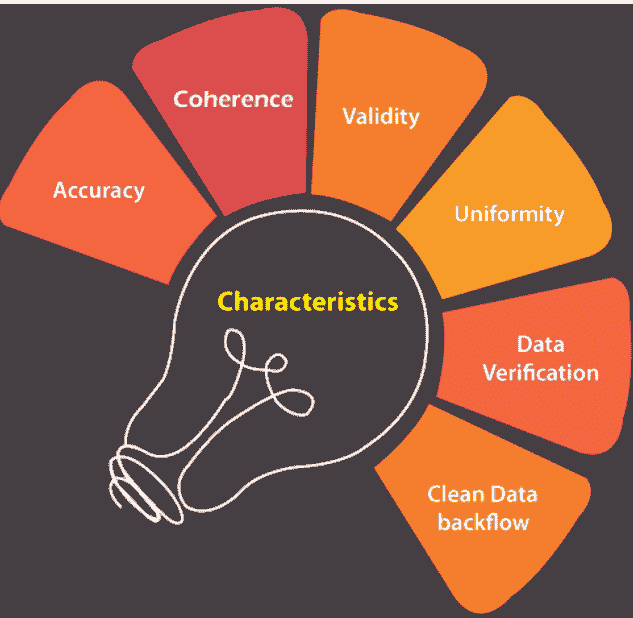 Coherence
Validity
Accuracy
Uniformity
Characteristics
Data
Verification
Clean Data
backflow